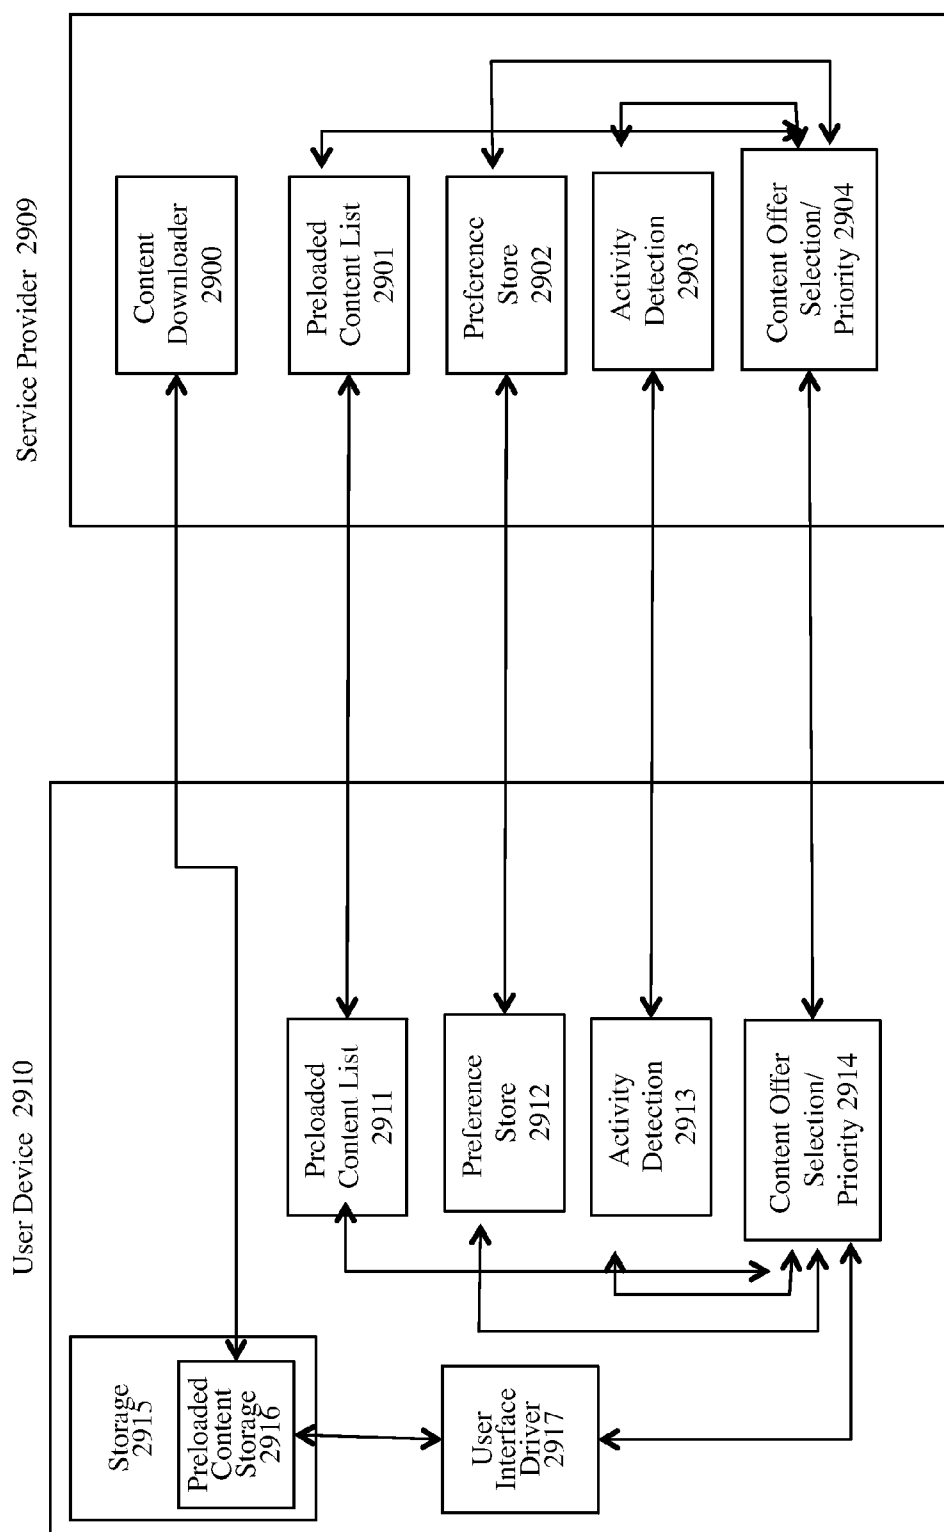 Service Provider 2909
Content
Downloader
2900
Preloaded
Content List
2901
Preference
Store
2902
Activity
Detection
2903
Content Offer
Selection/
Priority 2904
User Device 2910
Storage
2915
Preloaded
Content
Storage
2916
Preloaded
Content List
2911
Preference
Store
2912
Activity
Detection
2913
Content Offer
Selection/
Priority 2914
User
Interface
Driver
2917